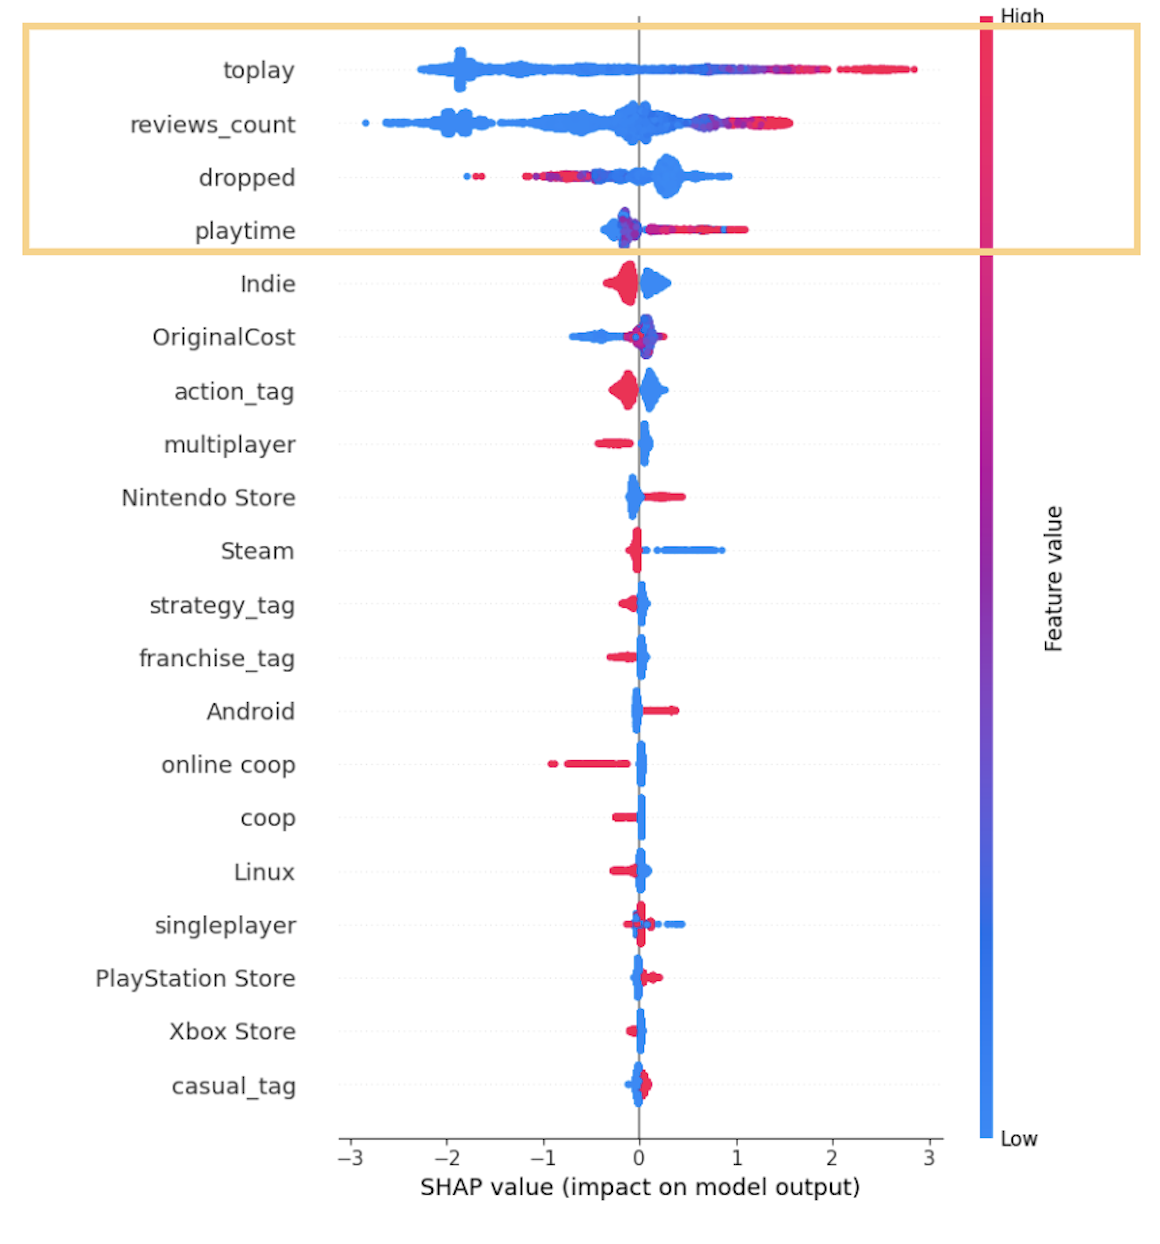 High
toplay
reviews_count
dropped
playtime
Indie
OriginalCost
action_tag
multiplayer
Nintendo Store
Steam
strategy_tag
franchise_tag
Android
online coop
coop
Linux
singleplayer
PlayStation Store
Xbox Store
casual_tag
Feature value
Low
−3 −2 −1 0 1 2 3
SHAP value (impact on model output)